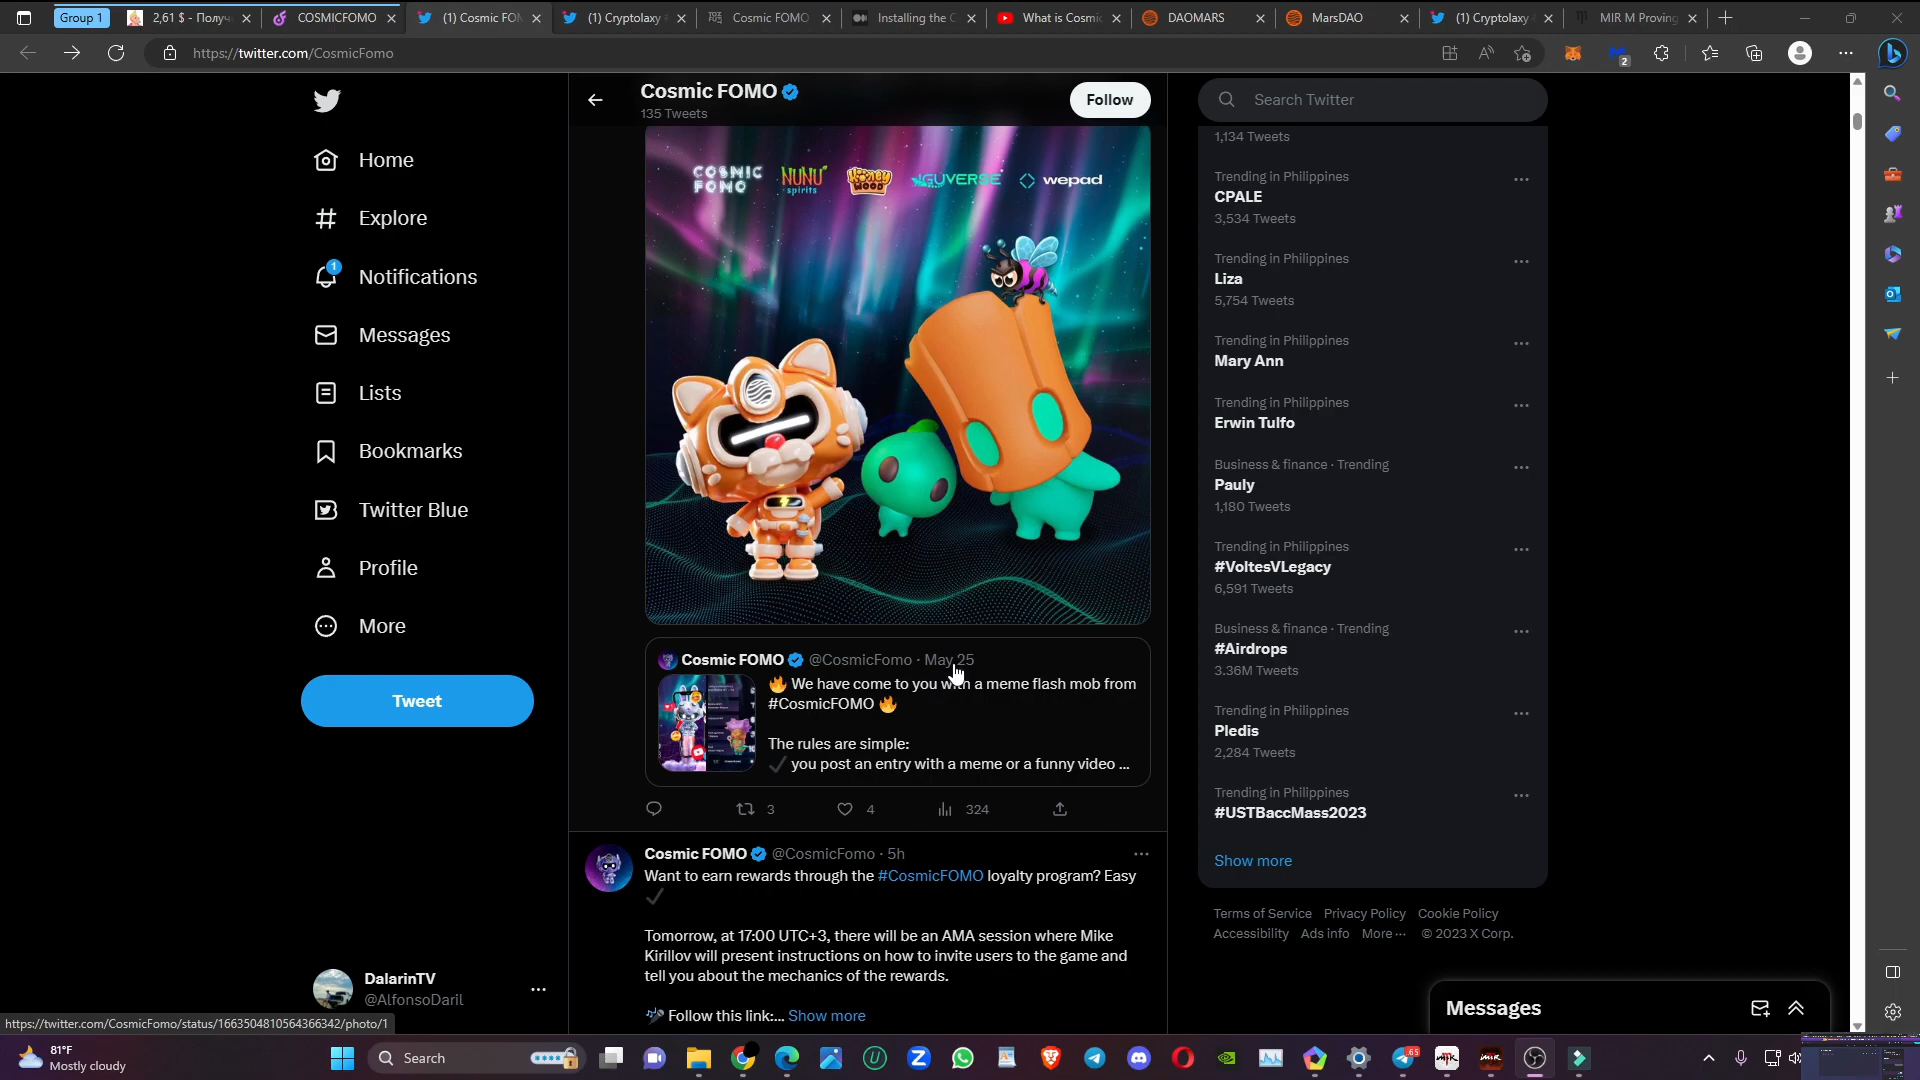 Group 1
2,61 $ - Получ
COSMICFOMO
(1) Cosmic FOM
(1) Cryptolaxy
Cosmic FOMO
Installing the C
What is Cosmic
DAOMARS
MarsDAO
(1) Cryptolaxy
MIR M Proving
https://twitter.com/CosmicFomo
2
Home
Explore
1
Notifications
Messages
Lists
Bookmarks
Twitter Blue
Profile
More
Tweet
DalarinTV
@AlfonsoDaril
https://twitter.com/CosmicFomo/status/1663504810564366342/photo/1
Cosmic FOMO
135 Tweets
Follow
COSMIC FOMO
NUNU spirits
Honey WOOD
IGUVERSE
wepad
Cosmic FOMO @CosmicFomo · May 25
🔥 We have come to you with a meme flash mob from
#CosmicFOMO 🔥
The rules are simple:
✔ you post an entry with a meme or a funny video ...
3
4
324
Cosmic FOMO @CosmicFomo · 5h
Want to earn rewards through the #CosmicFOMO loyalty program? Easy
✔
Tomorrow, at 17:00 UTC+3, there will be an AMA session where Mike
Kirillov will present instructions on how to invite users to the game and
tell you about the mechanics of the rewards.
🎤 Follow this link:... Show more
Search Twitter
1,134 Tweets
Trending in Philippines
CPALE
3,534 Tweets
Trending in Philippines
Liza
5,754 Tweets
Trending in Philippines
Mary Ann
Trending in Philippines
Erwin Tulfo
Business & finance · Trending
Pauly
1,180 Tweets
Trending in Philippines
#VoltesVLegacy
6,591 Tweets
Business & finance · Trending
#Airdrops
3.36M Tweets
Trending in Philippines
Pledis
2,284 Tweets
Trending in Philippines
#USTBaccMass2023
Show more
Terms of Service Privacy Policy Cookie Policy
Accessibility Ads info More ··· © 2023 X Corp.
Messages
81°F
Mostly cloudy
Search
65